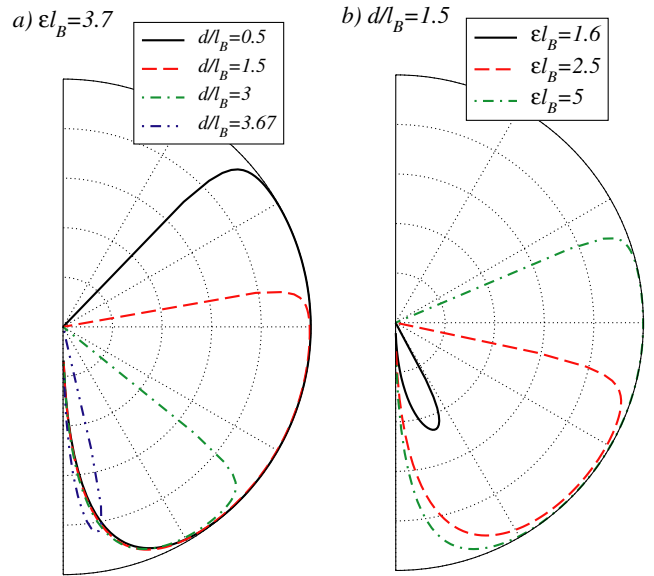 a) εl_B=3.7
d/l_B=0.5
d/l_B=1.5
d/l_B=3
d/l_B=3.67
b) d/l_B=1.5
εl_B=1.6
εl_B=2.5
εl_B=5